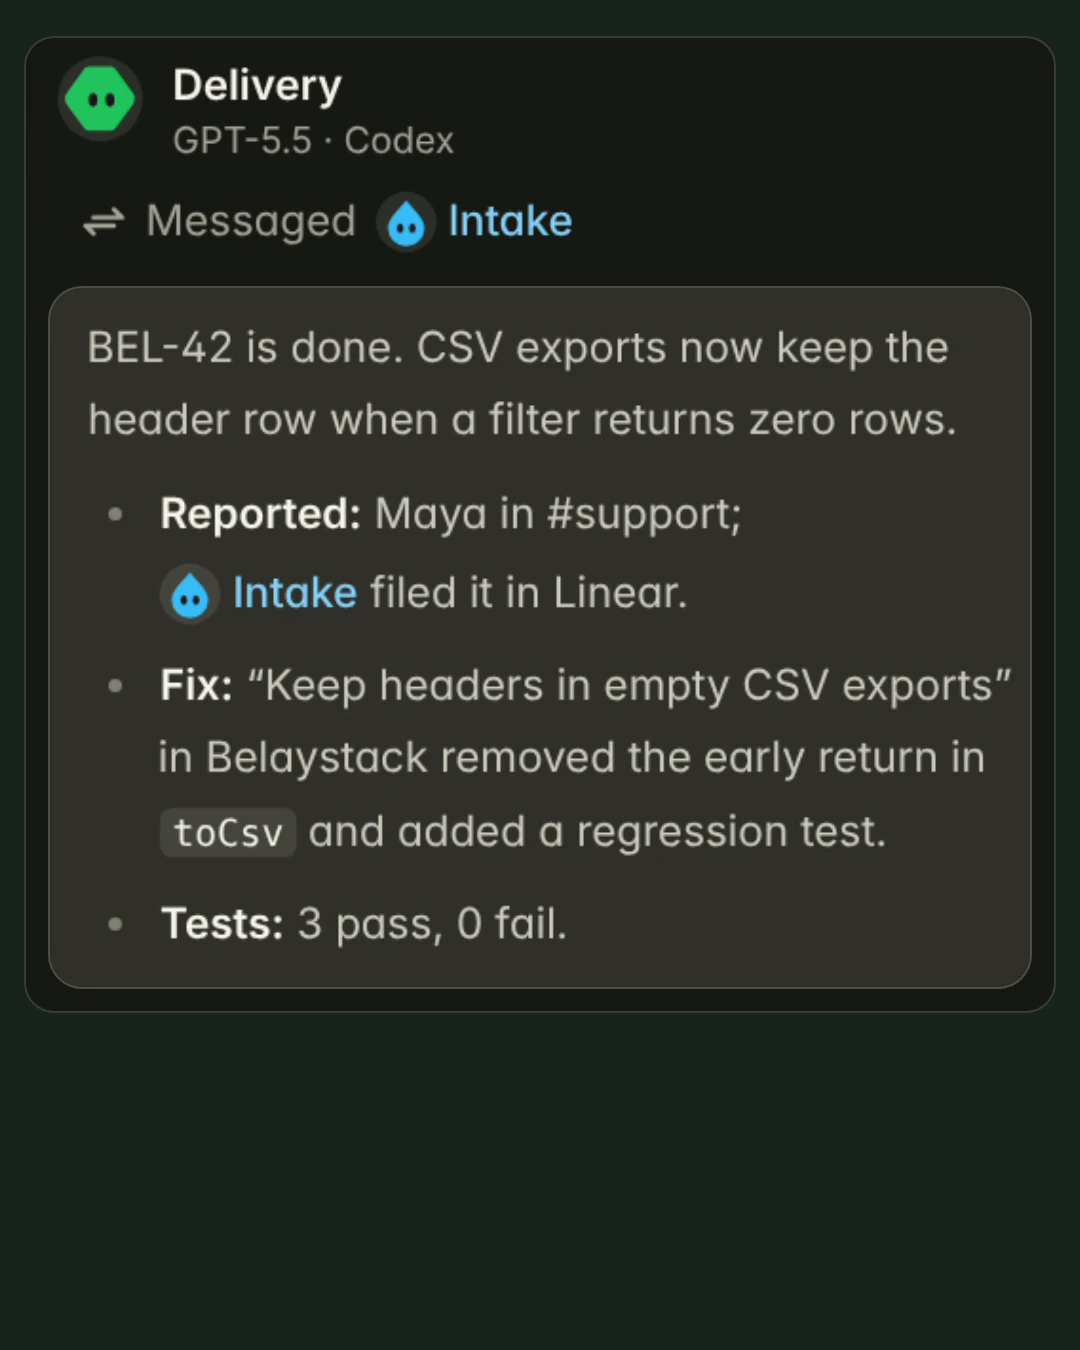 Delivery
GPT-5.5 · Codex
Messaged Intake
BEL-42 is done. CSV exports now keep the
header row when a filter returns zero rows.
• Reported: Maya in #support;
Intake filed it in Linear.
• Fix: “Keep headers in empty CSV exports”
in Belaystack removed the early return in
toCsv and added a regression test.
• Tests: 3 pass, 0 fail.